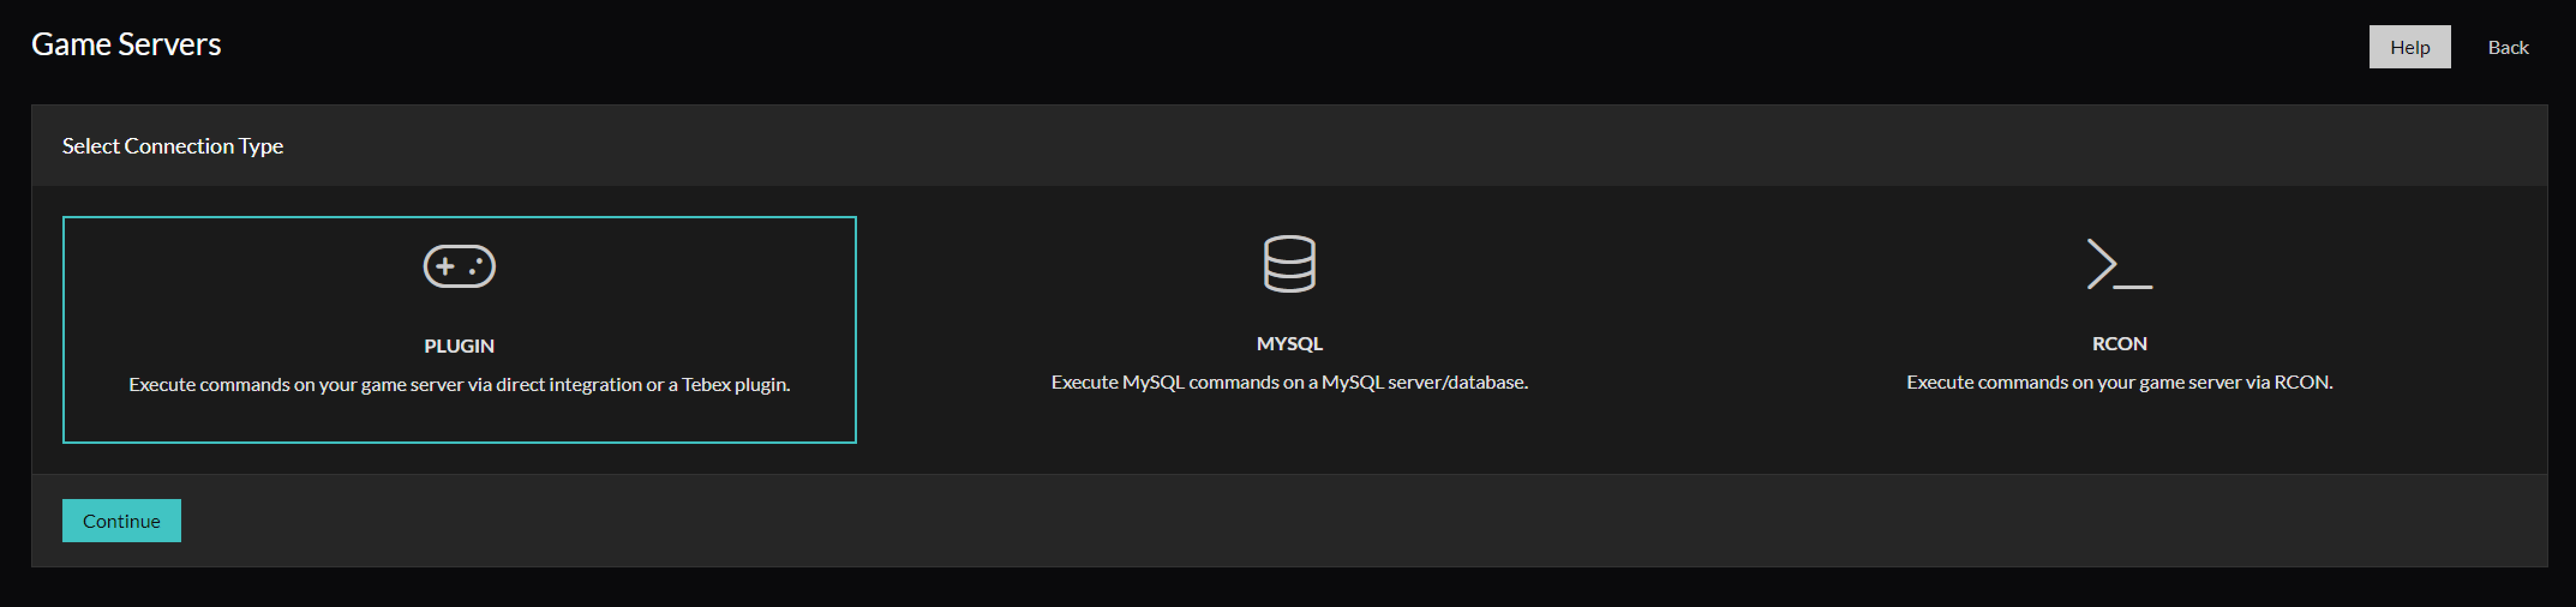 Game Servers
Help
Back
Select Connection Type
PLUGIN
Execute commands on your game server via direct integration or a Tebex plugin.
MYSQL
Execute MySQL commands on a MySQL server/database.
RCON
Execute commands on your game server via RCON.
Continue